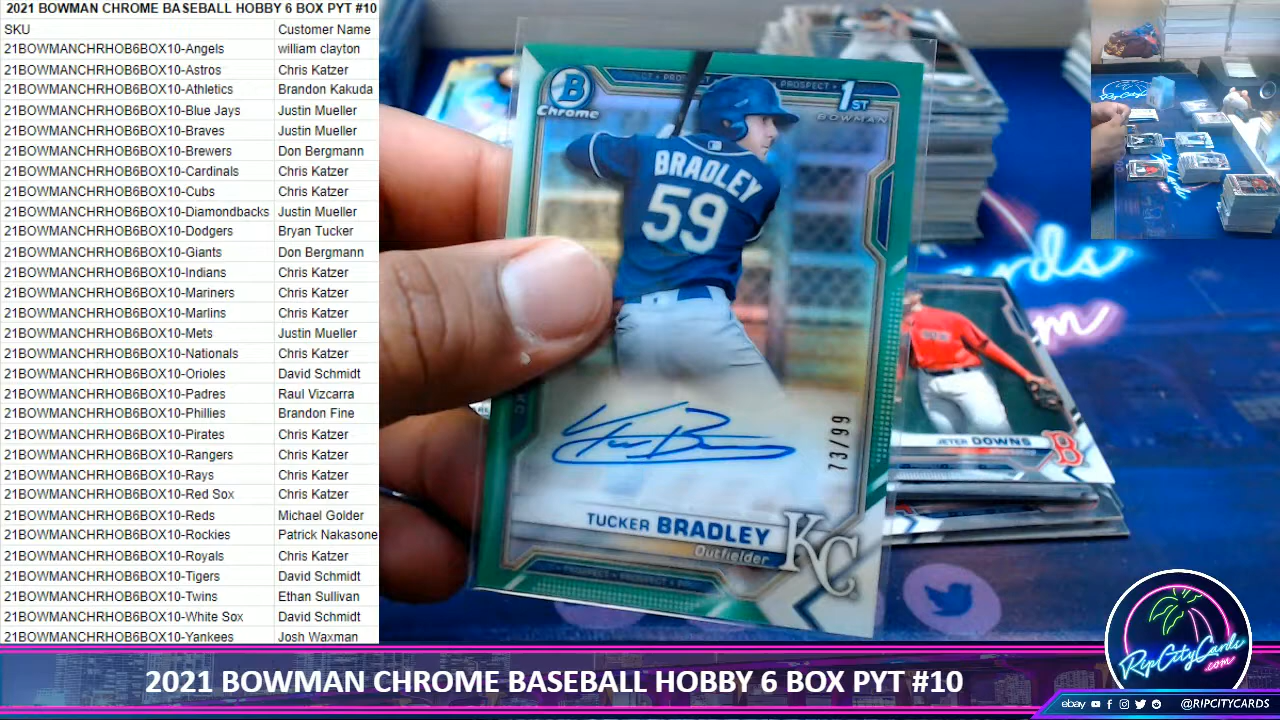 2021 BOWMAN CHROME BASEBALL HOBBY 6 BOX PYT #10
SKU Customer Name
21BOWMANCHRHOB6BOX10-Angels william clayton
21BOWMANCHRHOB6BOX10-Astros Chris Katzer
21BOWMANCHRHOB6BOX10-Athletics Brandon Kakuda
21BOWMANCHRHOB6BOX10-Blue Jays Justin Mueller
21BOWMANCHRHOB6BOX10-Braves Justin Mueller
21BOWMANCHRHOB6BOX10-Brewers Don Bergmann
21BOWMANCHRHOB6BOX10-Cardinals Chris Katzer
21BOWMANCHRHOB6BOX10-Cubs Chris Katzer
21BOWMANCHRHOB6BOX10-Diamondbacks Justin Mueller
21BOWMANCHRHOB6BOX10-Dodgers Bryan Tucker
21BOWMANCHRHOB6BOX10-Giants Don Bergmann
21BOWMANCHRHOB6BOX10-Indians Chris Katzer
21BOWMANCHRHOB6BOX10-Mariners Chris Katzer
21BOWMANCHRHOB6BOX10-Marlins Chris Katzer
21BOWMANCHRHOB6BOX10-Mets Justin Mueller
21BOWMANCHRHOB6BOX10-Nationals Chris Katzer
21BOWMANCHRHOB6BOX10-Orioles David Schmidt
21BOWMANCHRHOB6BOX10-Padres Raul Vizcarra
21BOWMANCHRHOB6BOX10-Phillies Brandon Fine
21BOWMANCHRHOB6BOX10-Pirates Chris Katzer
21BOWMANCHRHOB6BOX10-Rangers Chris Katzer
21BOWMANCHRHOB6BOX10-Rays Chris Katzer
21BOWMANCHRHOB6BOX10-Red Sox Chris Katzer
21BOWMANCHRHOB6BOX10-Reds Michael Golder
21BOWMANCHRHOB6BOX10-Rockies Patrick Nakasone
21BOWMANCHRHOB6BOX10-Royals Chris Katzer
21BOWMANCHRHOB6BOX10-Tigers David Schmidt
21BOWMANCHRHOB6BOX10-Twins Ethan Sullivan
21BOWMANCHRHOB6BOX10-White Sox David Schmidt
21BOWMANCHRHOB6BOX10-Yankees Josh Waxman
B
Chrome
PROSPECT
1ST
BOWMAN
BRADLEY
59
73/99
TUCKER BRADLEY
Outfielder
KC
JETER DOWNS
B
RipCityCards
.com
2021 BOWMAN CHROME BASEBALL HOBBY 6 BOX PYT #10
ebay @RIPCITYCARDS